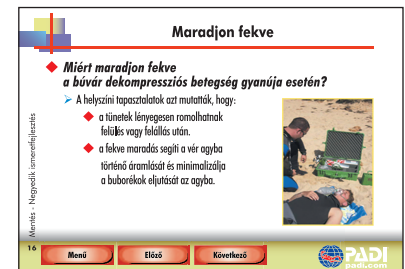 Maradjon fekve
Miért maradjon fekve
a búvár dekompressziós betegség gyanúja esetén?
A helyszíni tapasztalatok azt mutatták, hogy:
a tünetek lényegesen romolhatnak
felülés vagy felállás után.
a fekve maradás segíti a vér agyba
történő áramlását és minimalizálja
a buborékok eljutását az agyba.
Mentés - Negyedik ismeretfejlesztés
16
Menü
Előző
Következő
PADI
padi.com